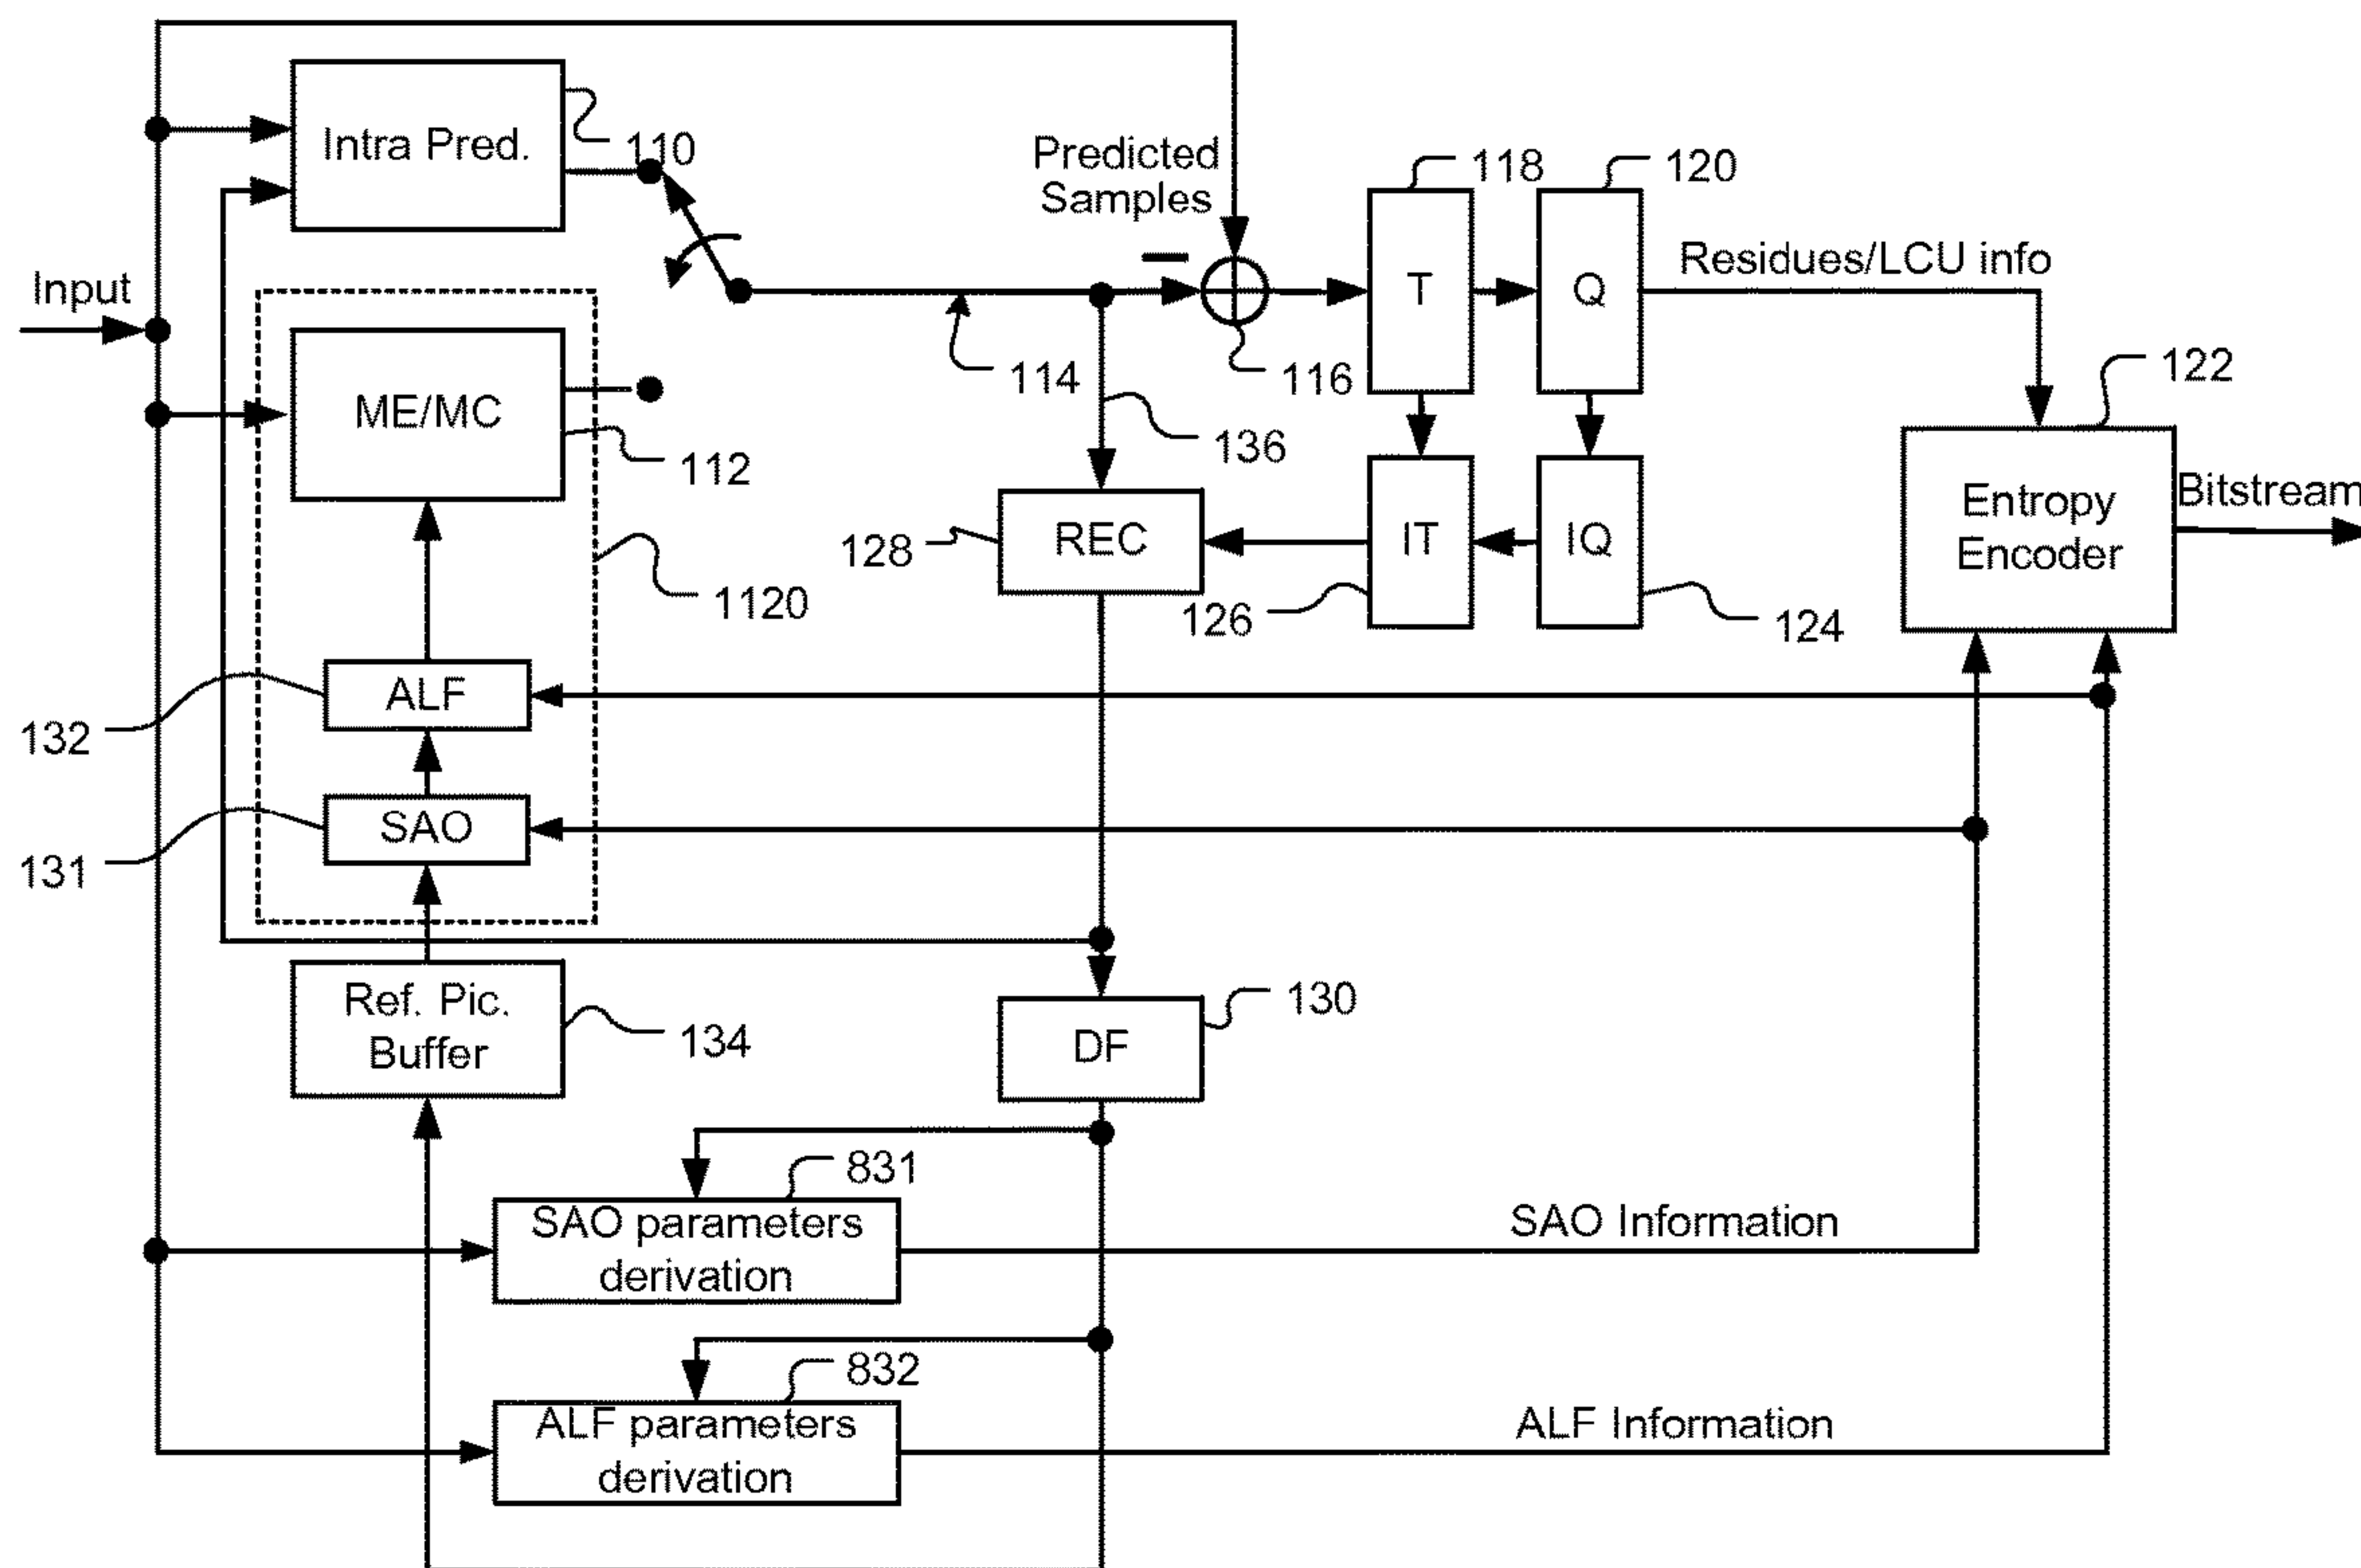 Intra Pred.
110
Predicted
Samples
118
120
Residues/LCU info
Input
T
Q
114
116
122
ME/MC
112
136
Entropy
Encoder
Bitstream
REC
128
IT
IQ
126
124
1120
ALF
132
SAO
131
Ref. Pic.
Buffer
134
130
DF
831
SAO parameters
derivation
SAO Information
832
ALF parameters
derivation
ALF Information